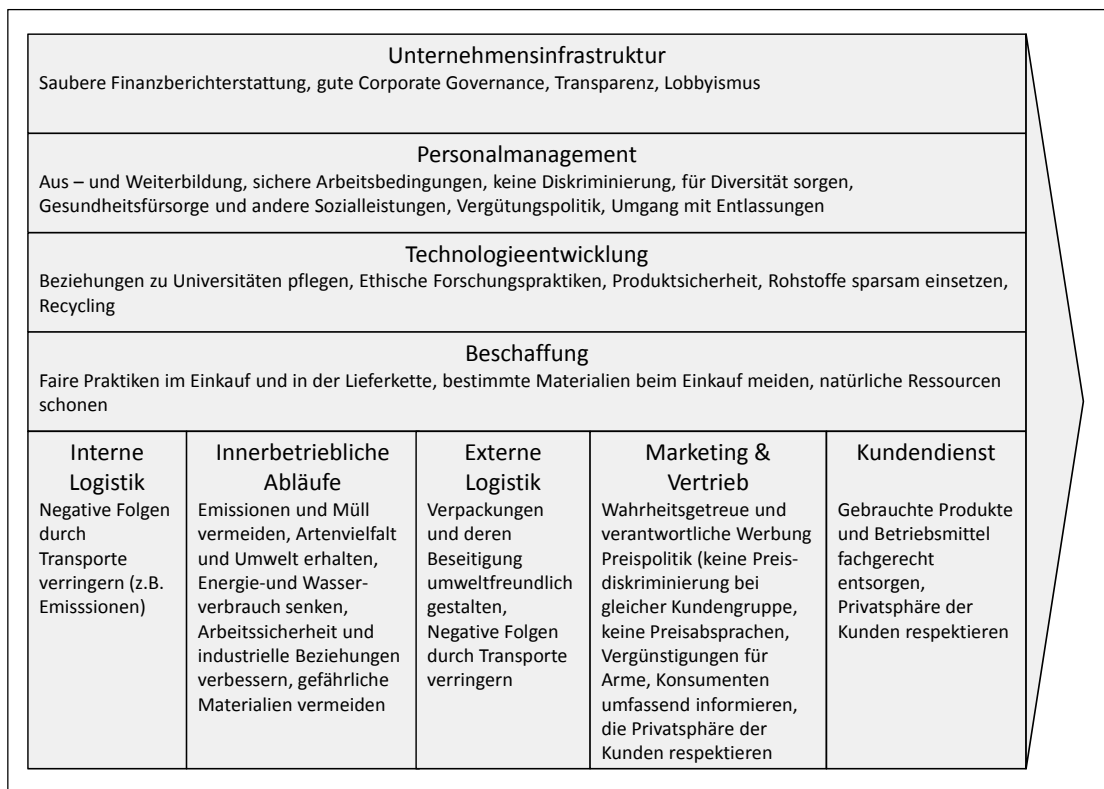 Unternehmensinfrastruktur
Saubere Finanzberichterstattung, gute Corporate Governance, Transparenz, Lobbyismus
Personalmanagement
Aus – und Weiterbildung, sichere Arbeitsbedingungen, keine Diskriminierung, für Diversität sorgen,
Gesundheitsfürsorge und andere Sozialleistungen, Vergütungspolitik, Umgang mit Entlassungen
Technologieentwicklung
Beziehungen zu Universitäten pflegen, Ethische Forschungspraktiken, Produktsicherheit, Rohstoffe sparsam einsetzen,
Recycling
Beschaffung
Faire Praktiken im Einkauf und in der Lieferkette, bestimmte Materialien beim Einkauf meiden, natürliche Ressourcen
schonen
Interne
Logistik
Negative Folgen
durch
Transporte
verringern (z.B.
Emisssionen)
Innerbetriebliche
Abläufe
Emissionen und Müll
vermeiden, Artenvielfalt
und Umwelt erhalten,
Energie-und Wasser-
verbrauch senken,
Arbeitssicherheit und
industrielle Beziehungen
verbessern, gefährliche
Materialien vermeiden
Externe
Logistik
Verpackungen
und deren
Beseitigung
umweltfreundlich
gestalten,
Negative Folgen
durch Transporte
verringern
Marketing &
Vertrieb
Wahrheitsgetreue und
verantwortliche Werbung
Preispolitik (keine Preis-
diskriminierung bei
gleicher Kundengruppe,
keine Preisabsprachen,
Vergünstigungen für
Arme, Konsumenten
umfassend informieren,
die Privatsphäre der
Kunden respektieren
Kundendienst
Gebrauchte Produkte
und Betriebsmittel
fachgerecht
entsorgen,
Privatsphäre der
Kunden respektieren